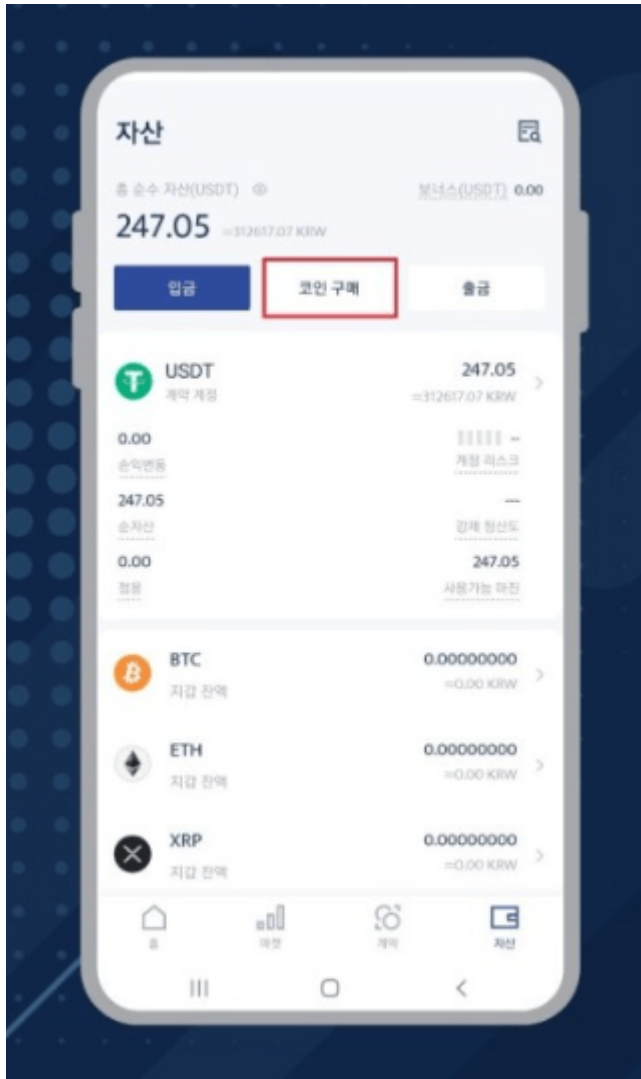 자산
총 순수 자산(USDT)
보너스(USDT) 0.00
247.05 ≈312617.07 KRW
입금
코인 구매
출금
USDT
247.05
계약 계정
≈312617.07 KRW
0.00
--
손익변동
계정 리스크
247.05
---
순자산
강제 청산도
0.00
247.05
점용
사용가능 마진
BTC
0.00000000
지갑 잔액
≈0.00 KRW
ETH
0.00000000
지갑 잔액
≈0.00 KRW
XRP
0.00000000
지갑 잔액
≈0.00 KRW
홈
마켓
계약
자산